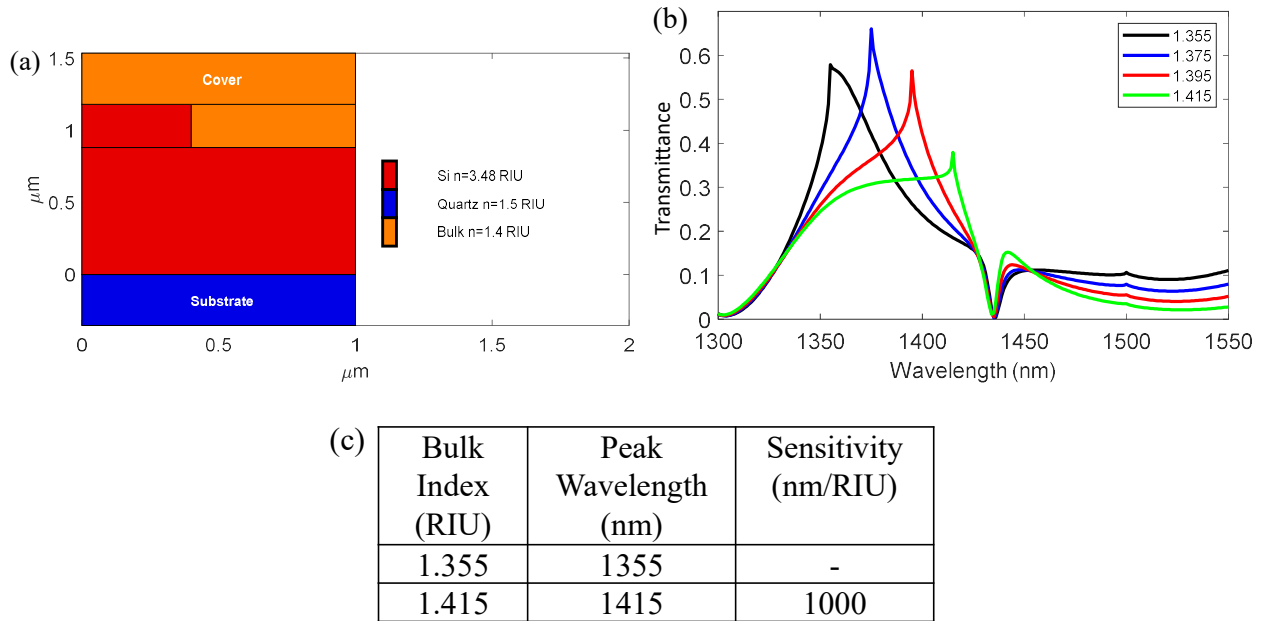 (a)
1.5
1
0.5
0
μm
Cover
Substrate
0 0.5 1 1.5 2
μm
Si n=3.48 RIU
Quartz n=1.5 RIU
Bulk n=1.4 RIU
(b)
0.6
0.5
0.4
0.3
0.2
0.1
0
Transmittance
1.355
1.375
1.395
1.415
1300 1350 1400 1450 1500 1550
Wavelength (nm)
(c)
Bulk Index (RIU) Peak Wavelength (nm) Sensitivity (nm/RIU)
1.355 1355 -
1.415 1415 1000